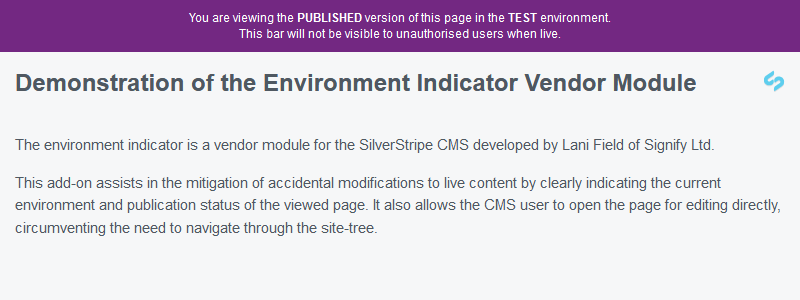 You are viewing the PUBLISHED version of this page in the TEST environment.
This bar will not be visible to unauthorised users when live.
Demonstration of the Environment Indicator Vendor Module
The environment indicator is a vendor module for the SilverStripe CMS developed by Lani Field of Signify Ltd.
This add-on assists in the mitigation of accidental modifications to live content by clearly indicating the current
environment and publication status of the viewed page. It also allows the CMS user to open the page for editing directly,
circumventing the need to navigate through the site-tree.